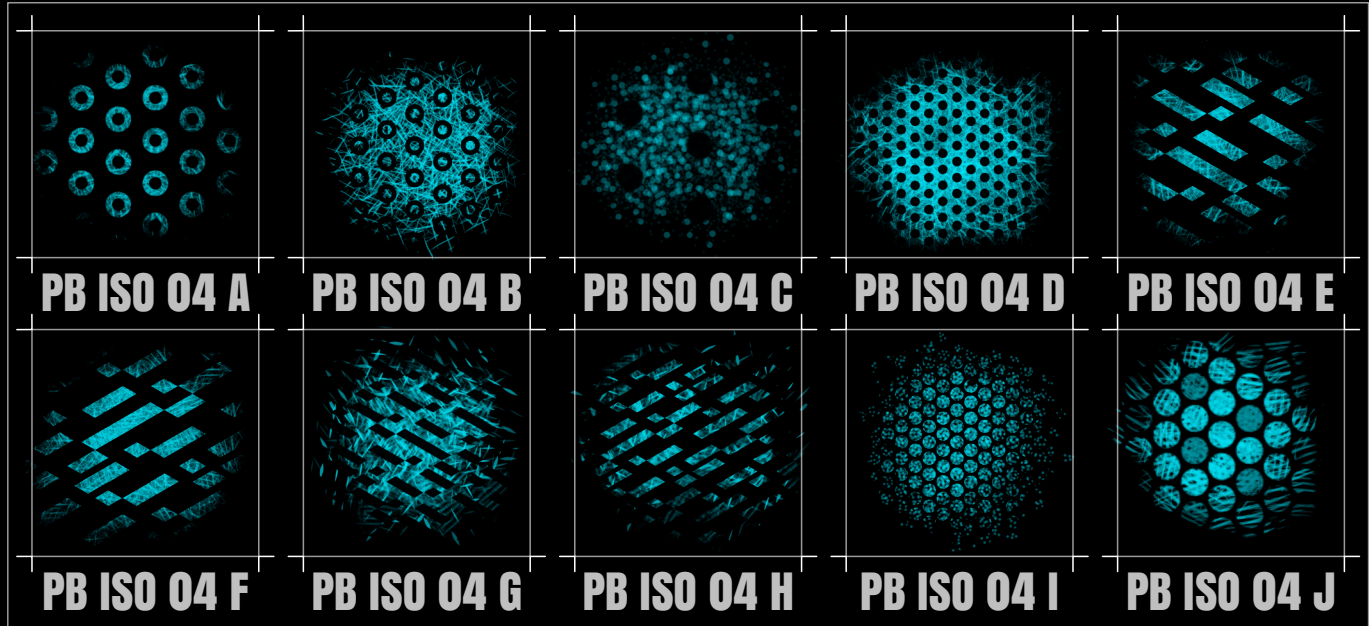 PB ISO 04 A
PB ISO 04 B
PB ISO 04 C
PB ISO 04 D
PB ISO 04 E
PB ISO 04 F
PB ISO 04 G
PB ISO 04 H
PB ISO 04 I
PB ISO 04 J